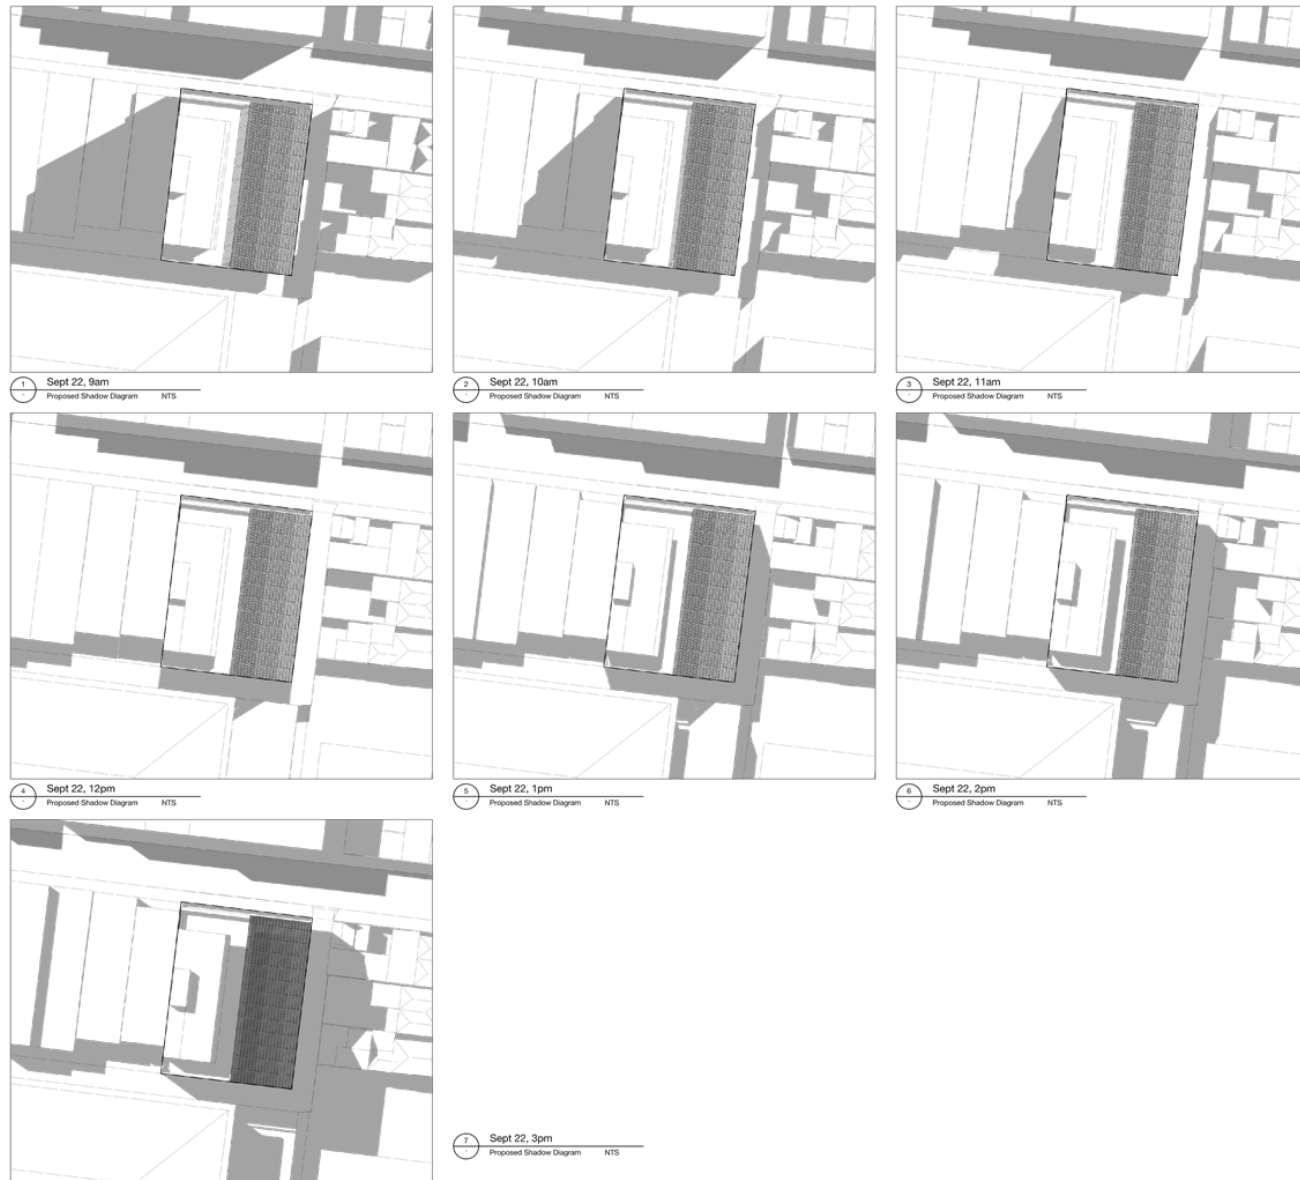 1 Sept 22, 9am
- Proposed Shadow Diagram NTS
2 Sept 22, 10am
- Proposed Shadow Diagram NTS
3 Sept 22, 11am
- Proposed Shadow Diagram NTS
4 Sept 22, 12pm
- Proposed Shadow Diagram NTS
5 Sept 22, 1pm
- Proposed Shadow Diagram NTS
6 Sept 22, 2pm
- Proposed Shadow Diagram NTS
7 Sept 22, 3pm
- Proposed Shadow Diagram NTS